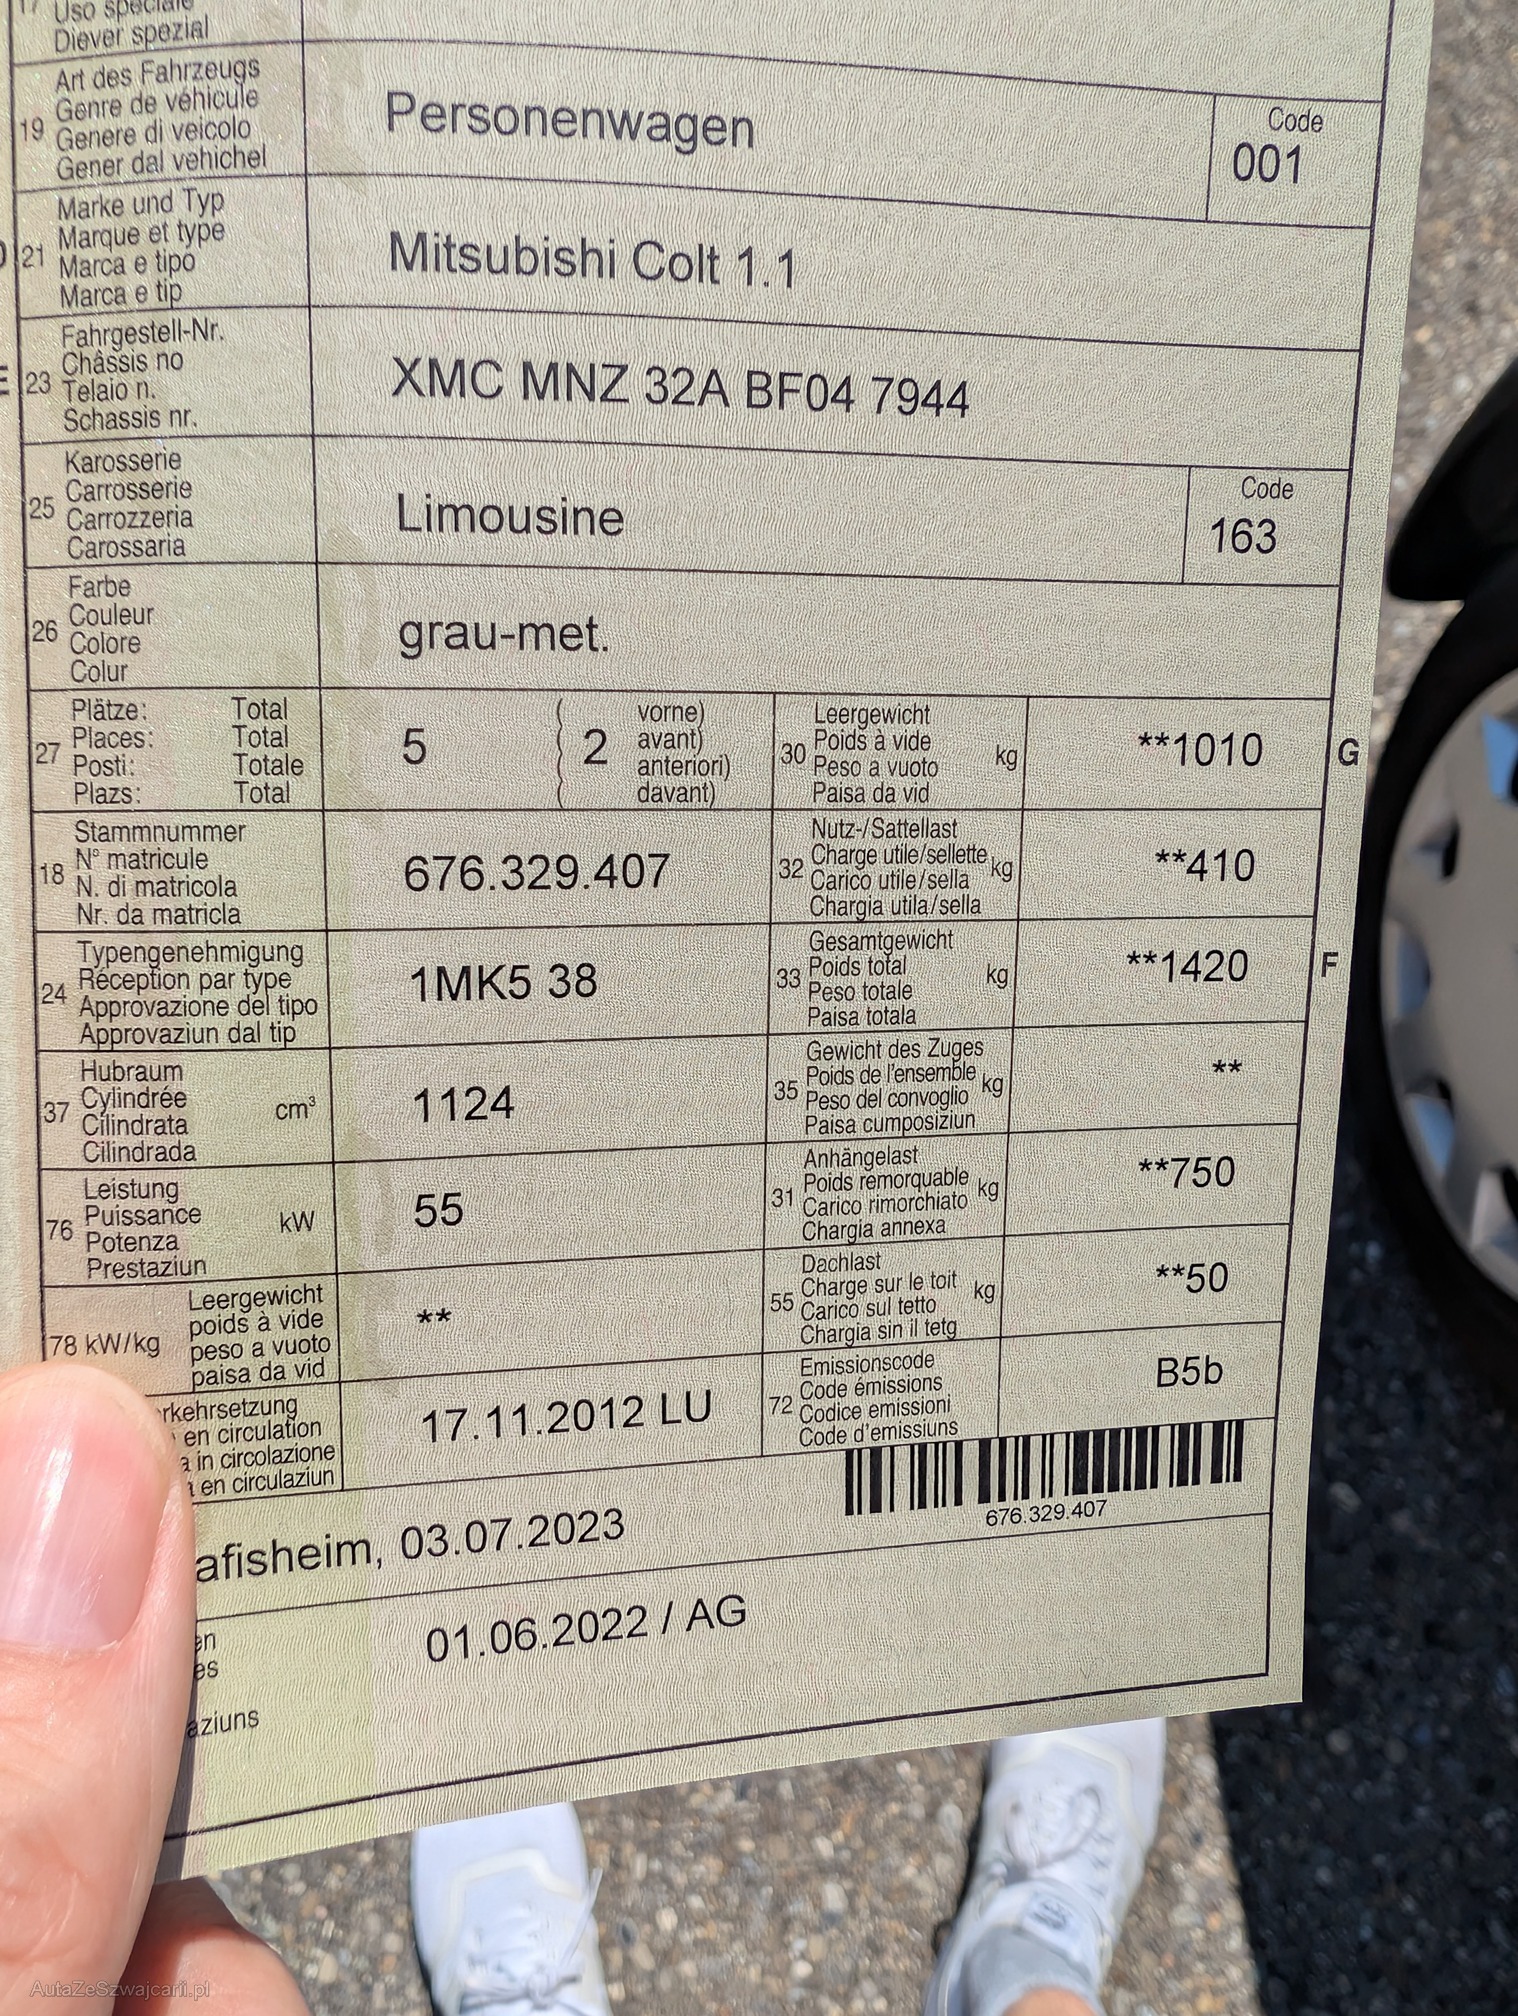 17 Uso speciale
Diever spezial
19
Art des Fahrzeugs
Genre de véhicule
Genere di veicolo
Gener dal vehichel
Personenwagen
Code
001
21
Marke und Typ
Marque et type
Marca e tipo
Marca e tip
Mitsubishi Colt 1.1
23
Fahrgestell-Nr.
Châssis no
Telaio n.
Schassis nr.
XMC MNZ 32A BF04 7944
25
Karosserie
Carrosserie
Carrozzeria
Carossaria
Limousine
Code
163
26
Farbe
Couleur
Colore
Colur
grau-met.
27
Plätze: Total
Places: Total
Posti: Totale
Plazs: Total
5
2
vorne)
avant)
anteriori)
davant)
30
Leergewicht
Poids à vide
Peso a vuoto
Paisa da vid
kg
**1010
G
18
Stammnummer
N° matricule
N. di matricola
Nr. da matricla
676.329.407
32
Nutz-/Sattellast
Charge utile/sellette
Carico utile/sella
Chargia utila/sella
kg
**410
24
Typengenehmigung
Réception par type
Approvazione del tipo
Approvaziun dal tip
1MK5 38
33
Gesamtgewicht
Poids total
Peso totale
Paisa totala
kg
**1420
F
37
Hubraum
Cylindrée
Cilindrata
Cilindrada
cm³
1124
35
Gewicht des Zuges
Poids de l'ensemble
Peso del convoglio
Paisa cumposiziun
kg
**
76
Leistung
Puissance
Potenza
Prestaziun
kW
55
31
Anhängelast
Poids remorquable
Carico rimorchiato
Chargia annexa
kg
**750
78 kW/kg
Leergewicht
poids à vide
peso a vuoto
paisa da vid
**
55
Dachlast
Charge sur le toit
Carico sul tetto
Chargia sin il tetg
kg
**50
rkehrsetzung
en circulation
a in circolazione
en circulaziun
17.11.2012 LU
72
Emissionscode
Code émissions
Codice emissioni
Code d'emissiuns
B5b
676.329.407
afisheim, 03.07.2023
en
es
aziuns
01.06.2022 / AG
AutaZeSzwajcarii.pl